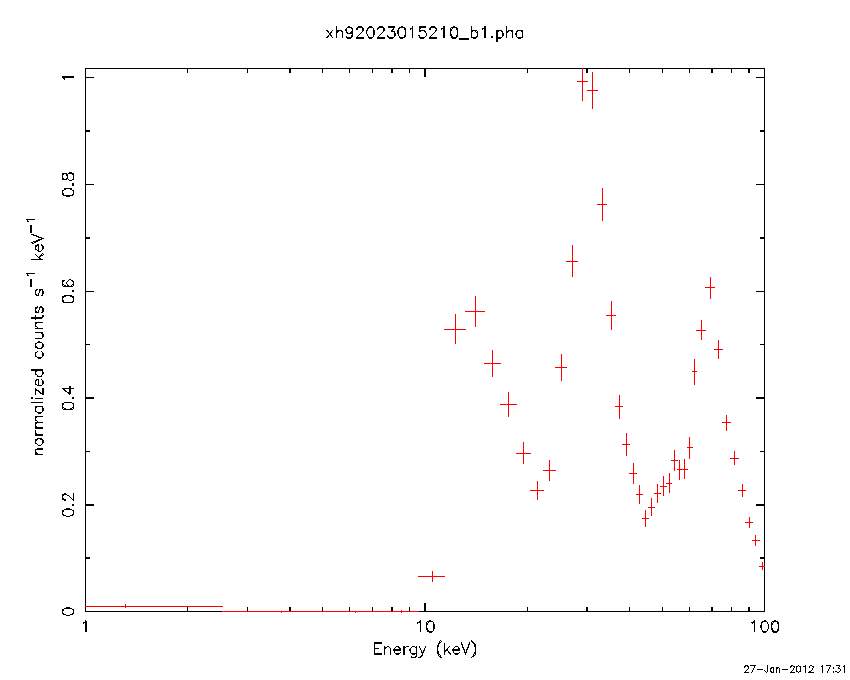 xh92023015210_b1.pha
1
0.8
0.6
0.4
0.2
0
normalized counts s⁻¹ keV⁻¹
1 10 100
Energy (keV)
27-Jan-2012 17:31